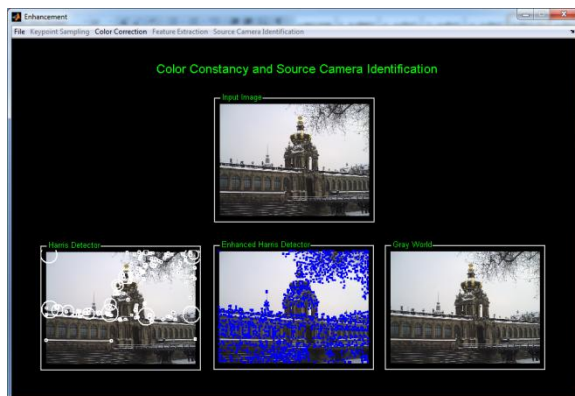 Enhancement
File Keypoint Sampling Color Correction Feature Extraction Source Camera Identification
Color Constancy and Source Camera Identification
Input Image
Harris Detector Enhanced Harris Detector Gray World